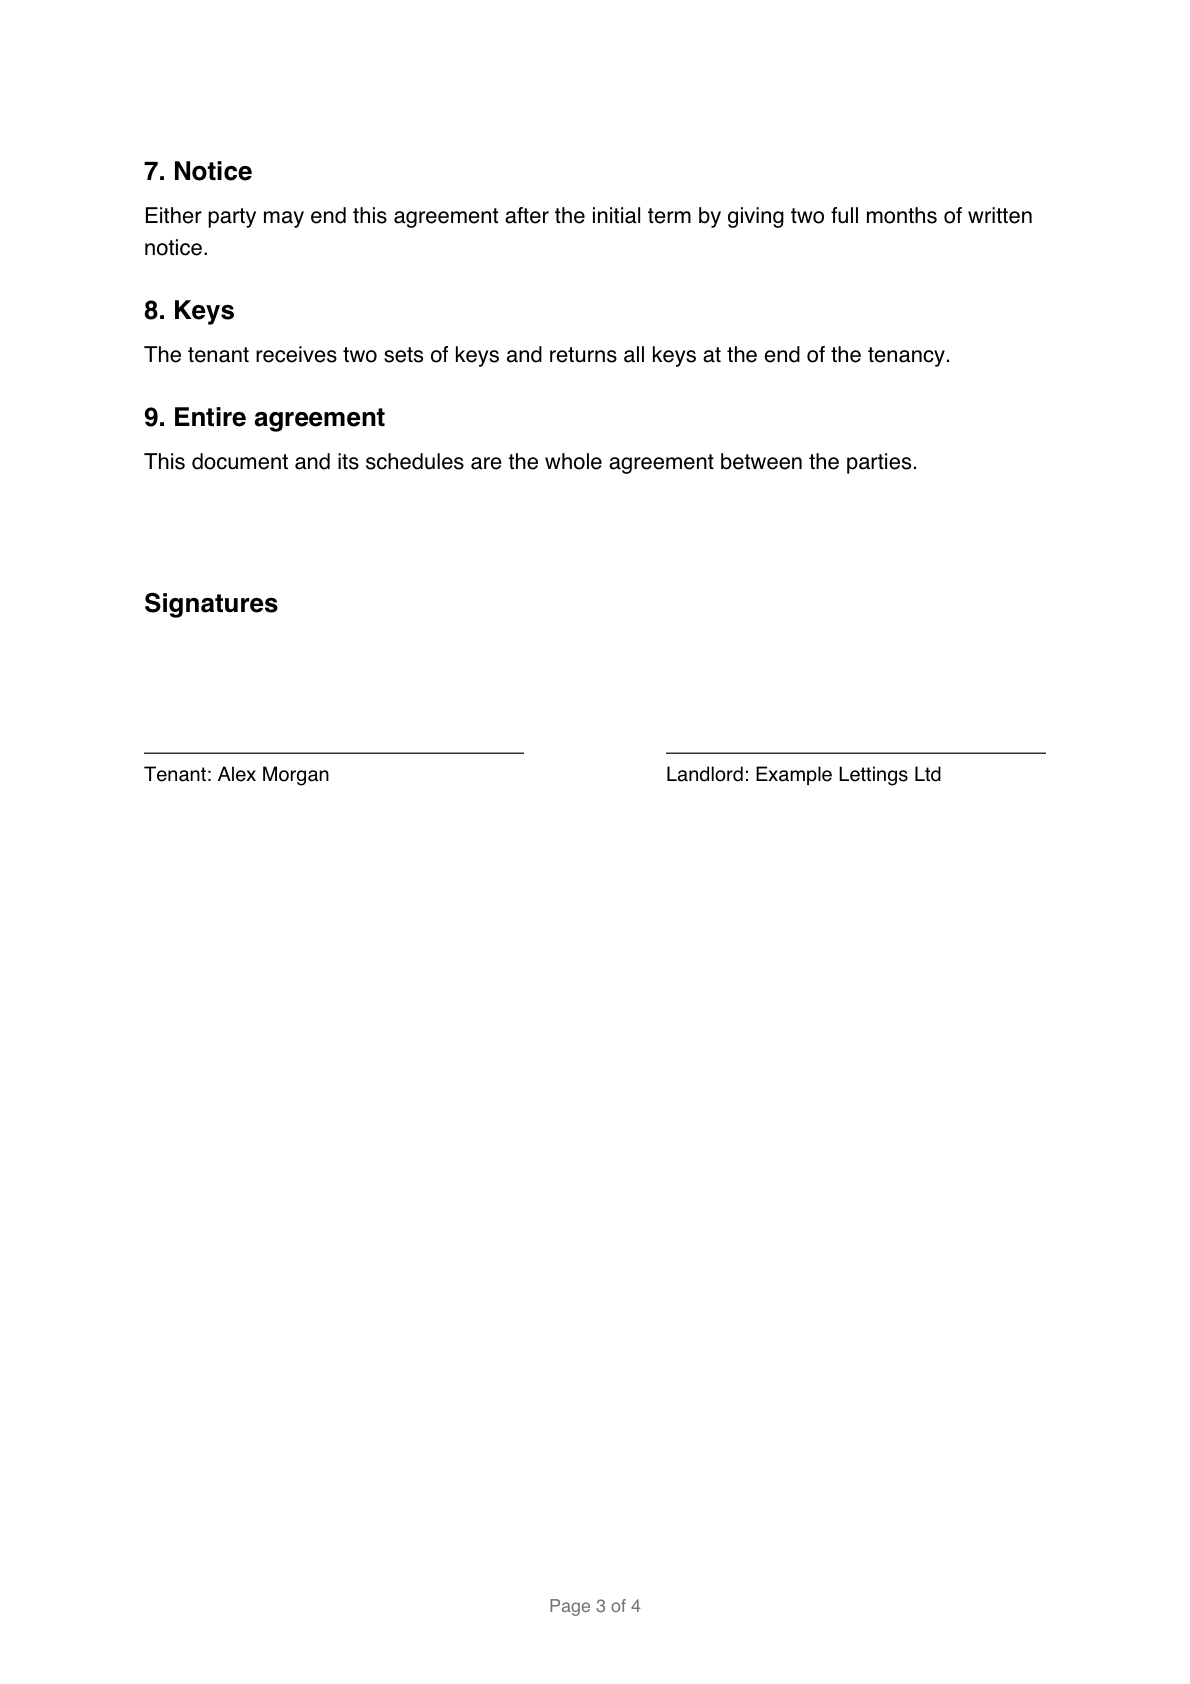 7. Notice
Either party may end this agreement after the initial term by giving two full months of written
notice.
8. Keys
The tenant receives two sets of keys and returns all keys at the end of the tenancy.
9. Entire agreement
This document and its schedules are the whole agreement between the parties.
Signatures
Tenant: Alex Morgan
Landlord: Example Lettings Ltd
Page 3 of 4